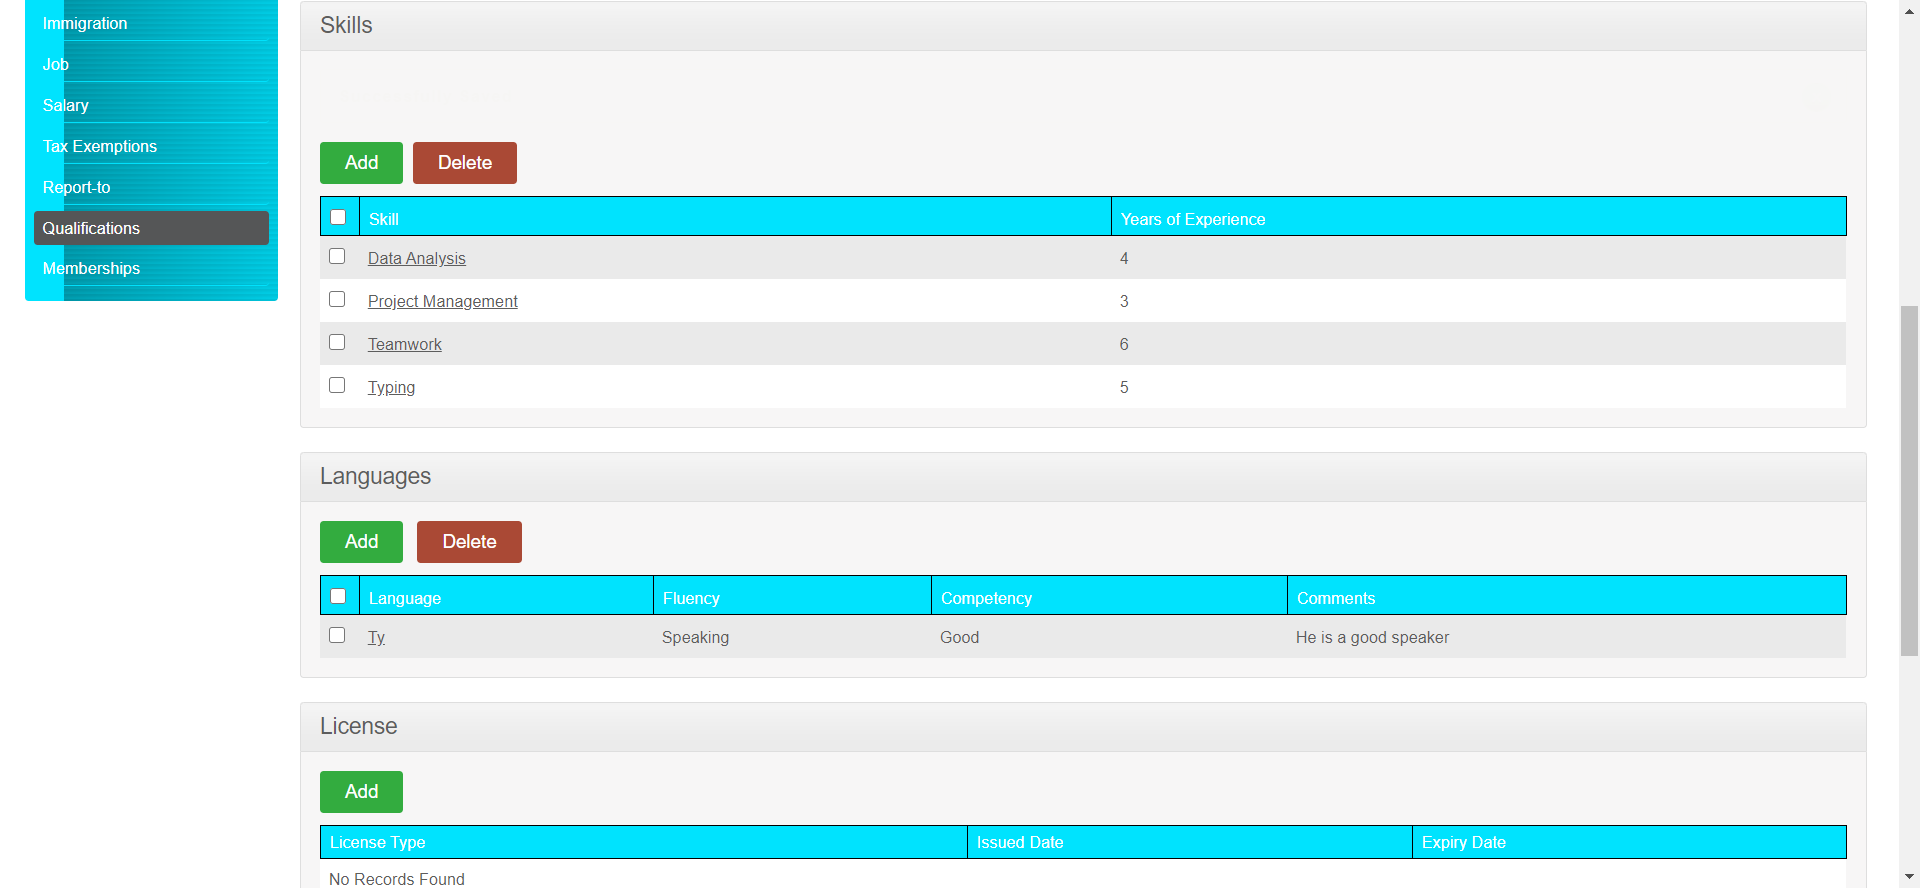 Immigration
Job
Salary
Tax Exemptions
Report-to
Qualifications
Memberships
Skills
Add Delete
Skill Years of Experience
Data Analysis 4
Project Management 3
Teamwork 6
Typing 5
Languages
Add Delete
Language Fluency Competency Comments
Ty Speaking Good He is a good speaker
License
Add
License Type Issued Date Expiry Date
No Records Found